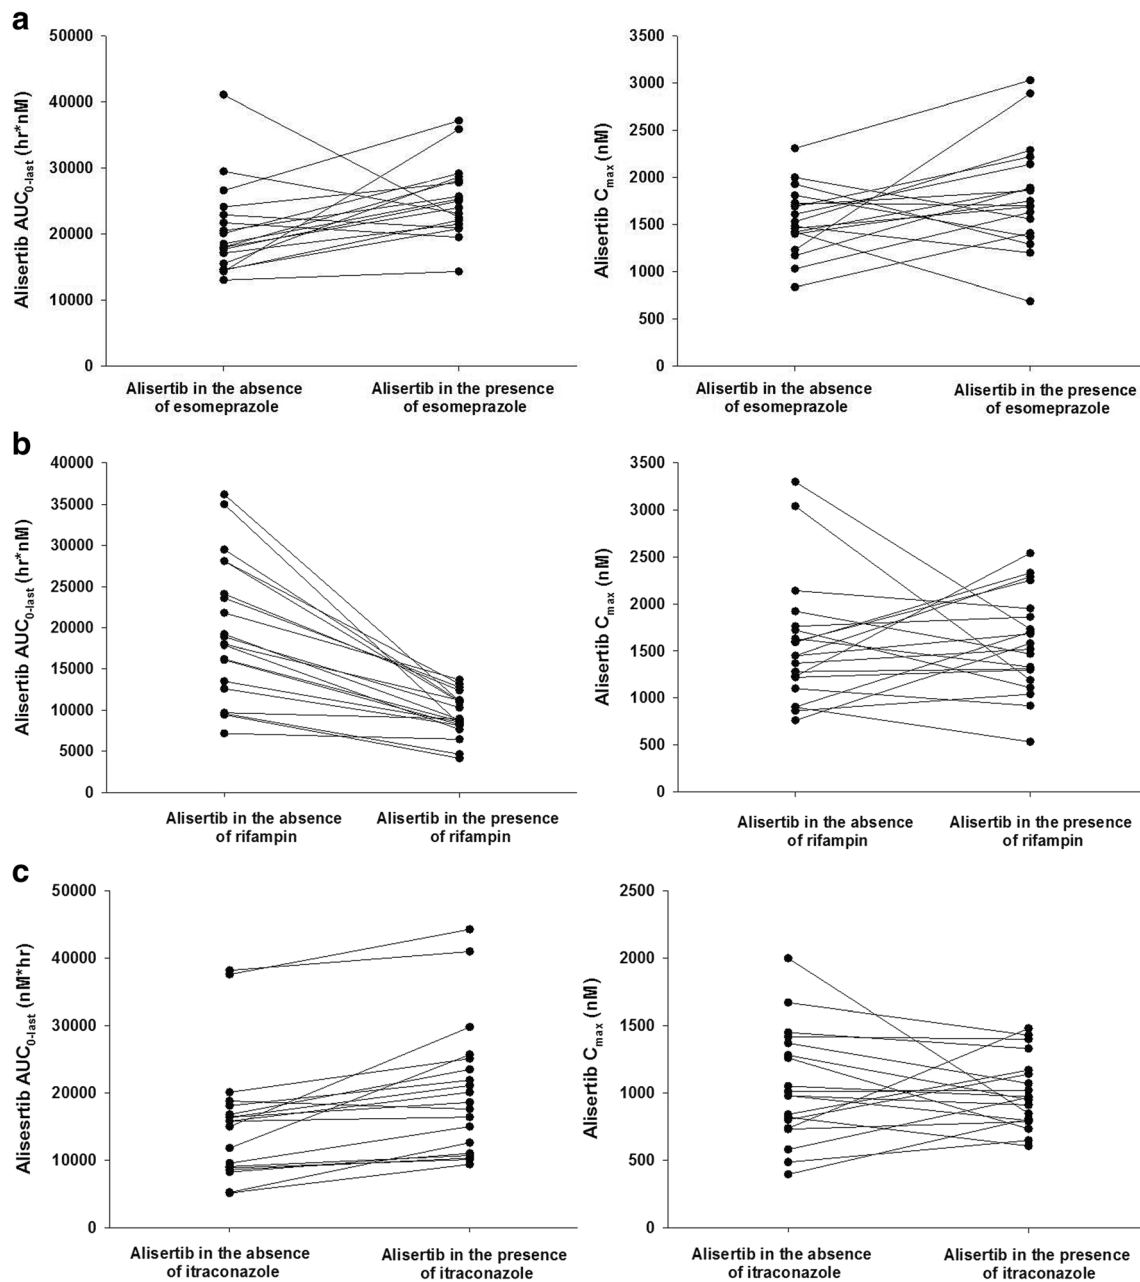 a
50000
40000
30000
20000
10000
0
Alisertib AUC0-last (hr*nM)
Alisertib in the absence
of esomeprazole
Alisertib in the presence
of esomeprazole
3500
3000
2500
2000
1500
1000
500
0
Alisertib Cmax (nM)
Alisertib in the absence
of esomeprazole
Alisertib in the presence
of esomeprazole
b
40000
35000
30000
25000
20000
15000
10000
5000
0
Alisertib AUC0-last (hr*nM)
Alisertib in the absence
of rifampin
Alisertib in the presence
of rifampin
3500
3000
2500
2000
1500
1000
500
0
Alisertib Cmax (nM)
Alisertib in the absence
of rifampin
Alisertib in the presence
of rifampin
c
50000
40000
30000
20000
10000
0
Alisesrtib AUC0-last (nM*hr)
Alisertib in the absence
of itraconazole
Alisertib in the presence
of itraconazole
2500
2000
1500
1000
500
0
Alisertib Cmax (nM)
Alisertib in the absence
of itraconazole
Alisertib in the presence
of itraconazole